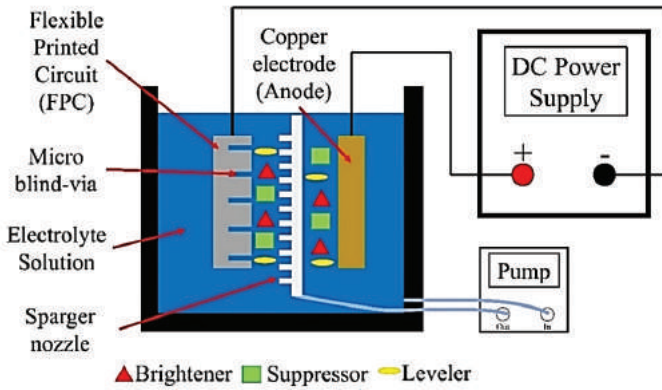 Flexible
Printed
Circuit
(FPC)
Copper
electrode
(Anode)
DC Power
Supply
+
-
Micro
blind-via
Electrolyte
Solution
Sparger
nozzle
Pump
Out
In
Brightener
Suppressor
Leveler